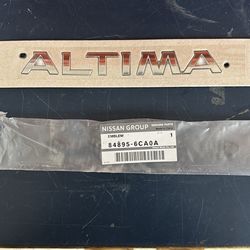 ALTIMA
NISSAN GROUP
EMBLEM 1
84895-6CA0A